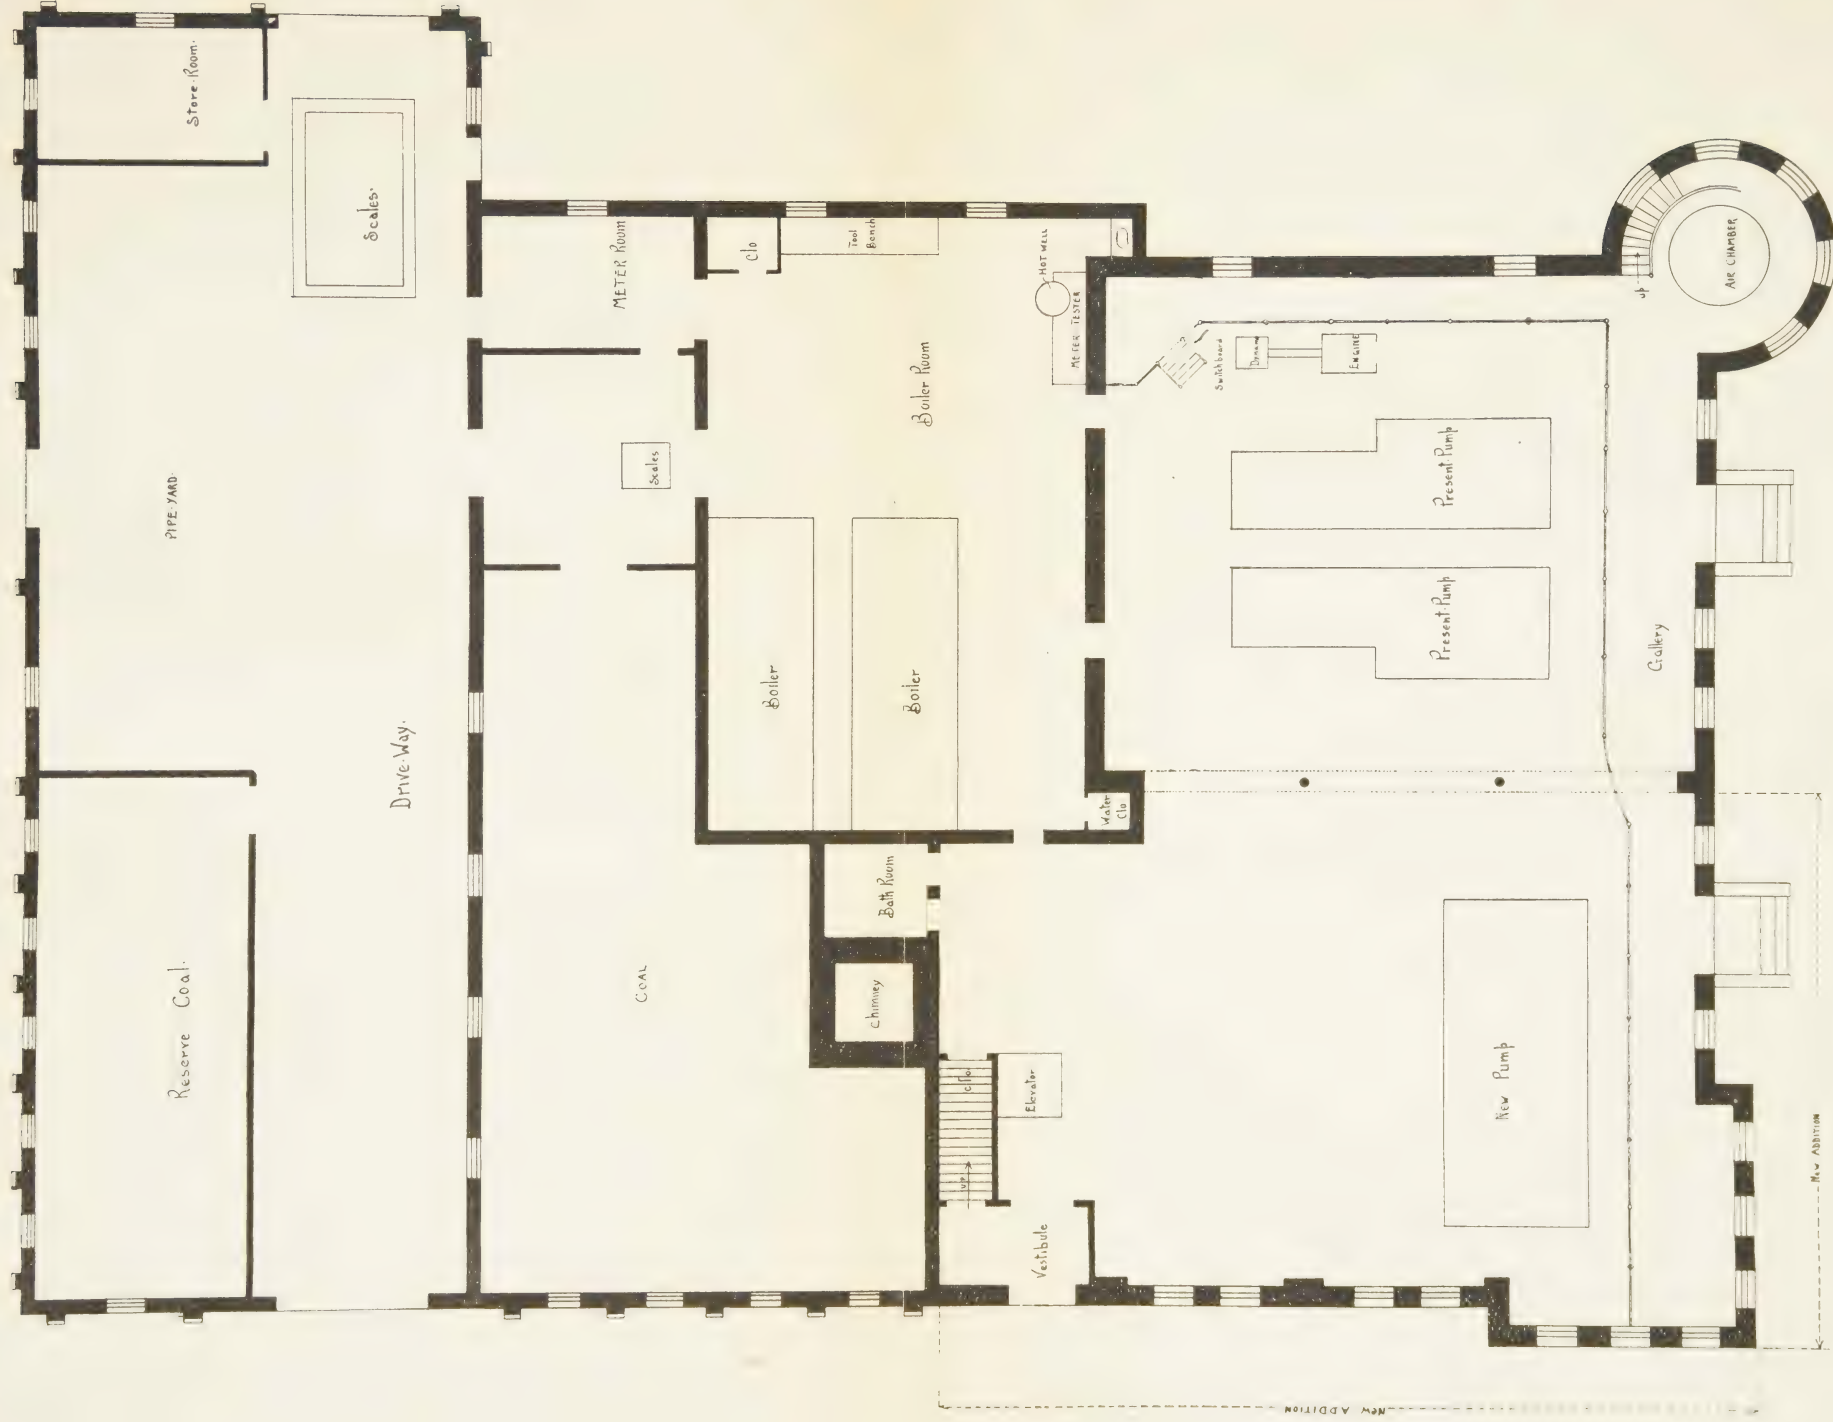 Store·Room·
Scales·
PIPE·YARD·
Drive·Way.
Reserve Coal.
METER Room
Clo
Tool
Bench
Scales
Boiler Room
HOT WELL
METER TESTER
Boiler
Boiler
COAL
Bath Room
Water
Clo
Chimney
UP
Clo
Elevator
Vestibule
Switchboard
Dynamo
ENGINE
Present·Pump
Present·Pump
UP
AIR CHAMBER
Gallery
New Pump
New ADDITION
New ADDITION